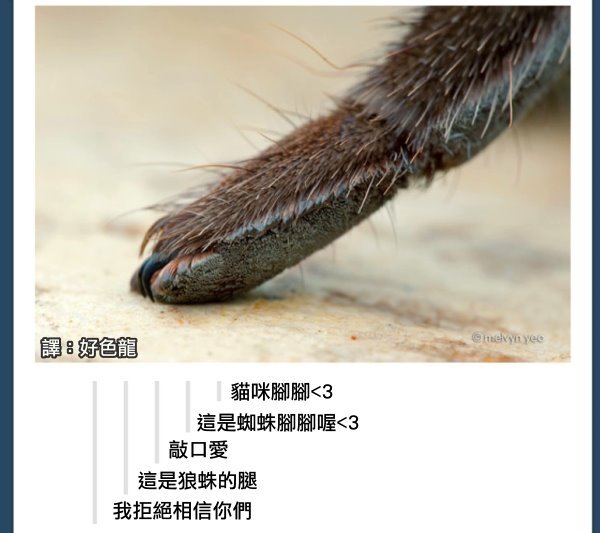 © melvyn yeo
譯：好色龍
貓咪腳腳<3
這是蜘蛛腳腳喔<3
敲口愛
這是狼蛛的腿
我拒絕相信你們